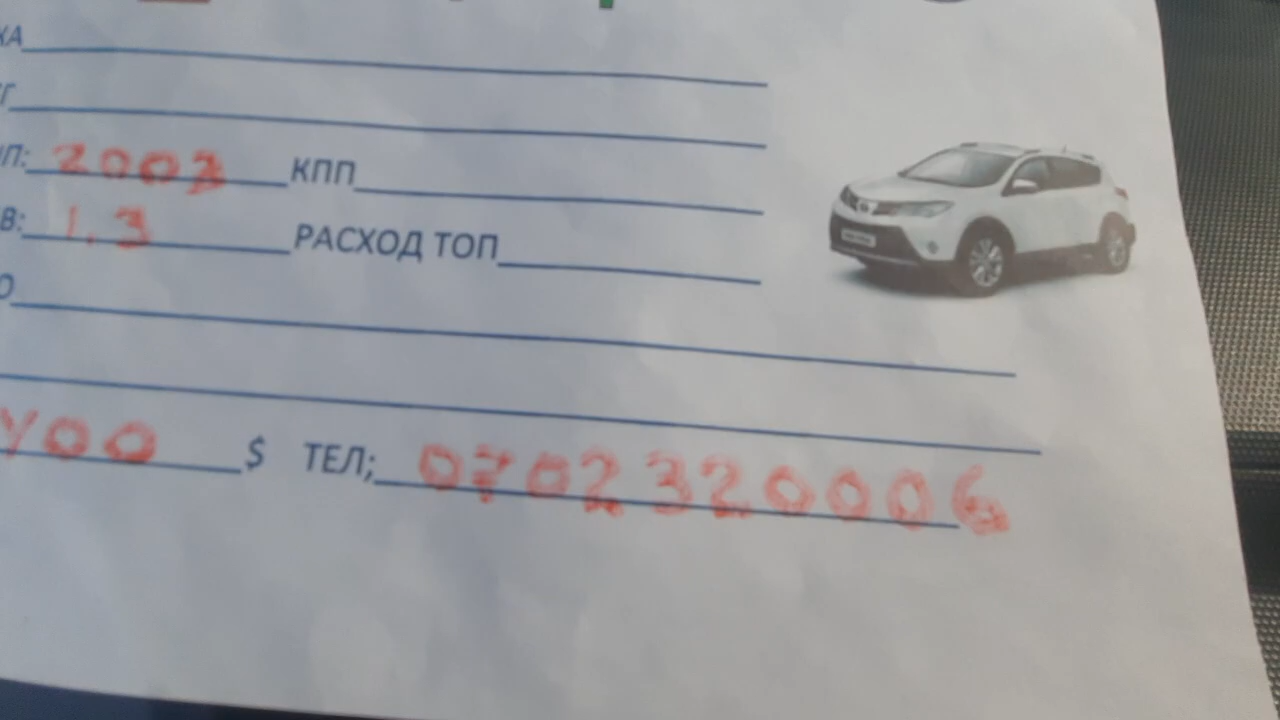 КА
Г
П: 2003 КПП
В: 1.3 РАСХОД ТОП
О
400 $ ТЕЛ; 0702320006